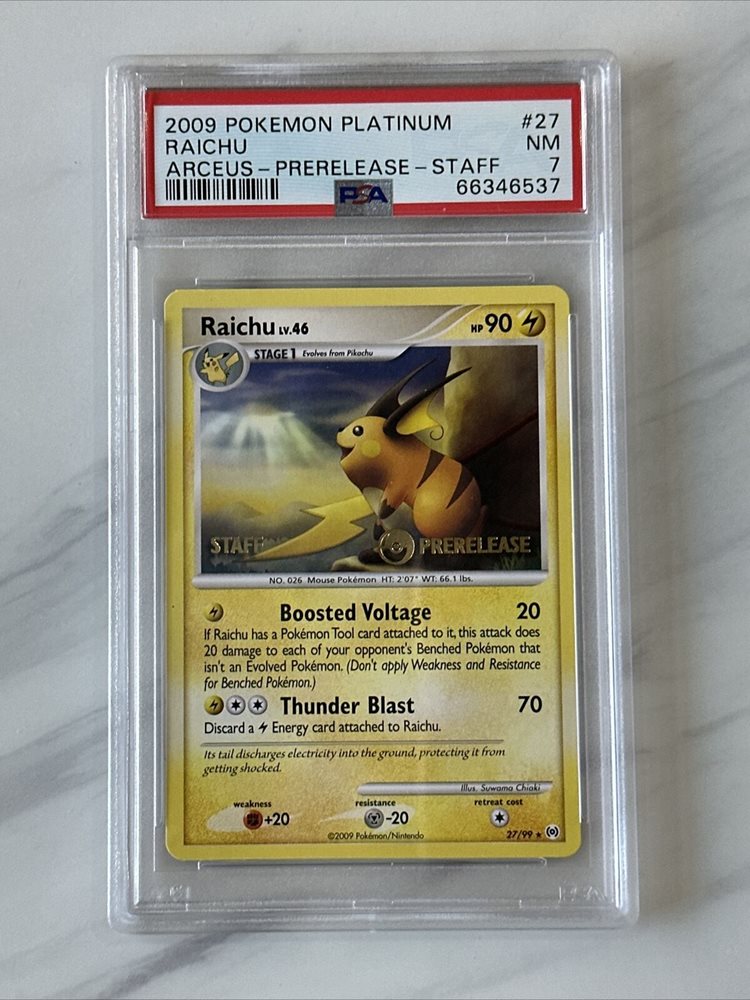 2009 POKEMON PLATINUM #27
RAICHU NM
ARCEUS-PRERELEASE-STAFF 7
PSA 66346537
Raichu LV.46 HP 90
STAGE 1 Evolves from Pikachu
STAFF PRERELEASE
NO. 026 Mouse Pokémon HT: 2'07" WT: 66.1 lbs.
Boosted Voltage 20
If Raichu has a Pokémon Tool card attached to it, this attack does
20 damage to each of your opponent's Benched Pokémon that
isn't an Evolved Pokémon. (Don't apply Weakness and Resistance
for Benched Pokémon.)
Thunder Blast 70
Discard a Energy card attached to Raichu.
Its tail discharges electricity into the ground, protecting it from
getting shocked.
Illus. Suwama Chiaki
weakness resistance retreat cost
+20 -20
©2009 Pokémon/Nintendo 27/99 ★